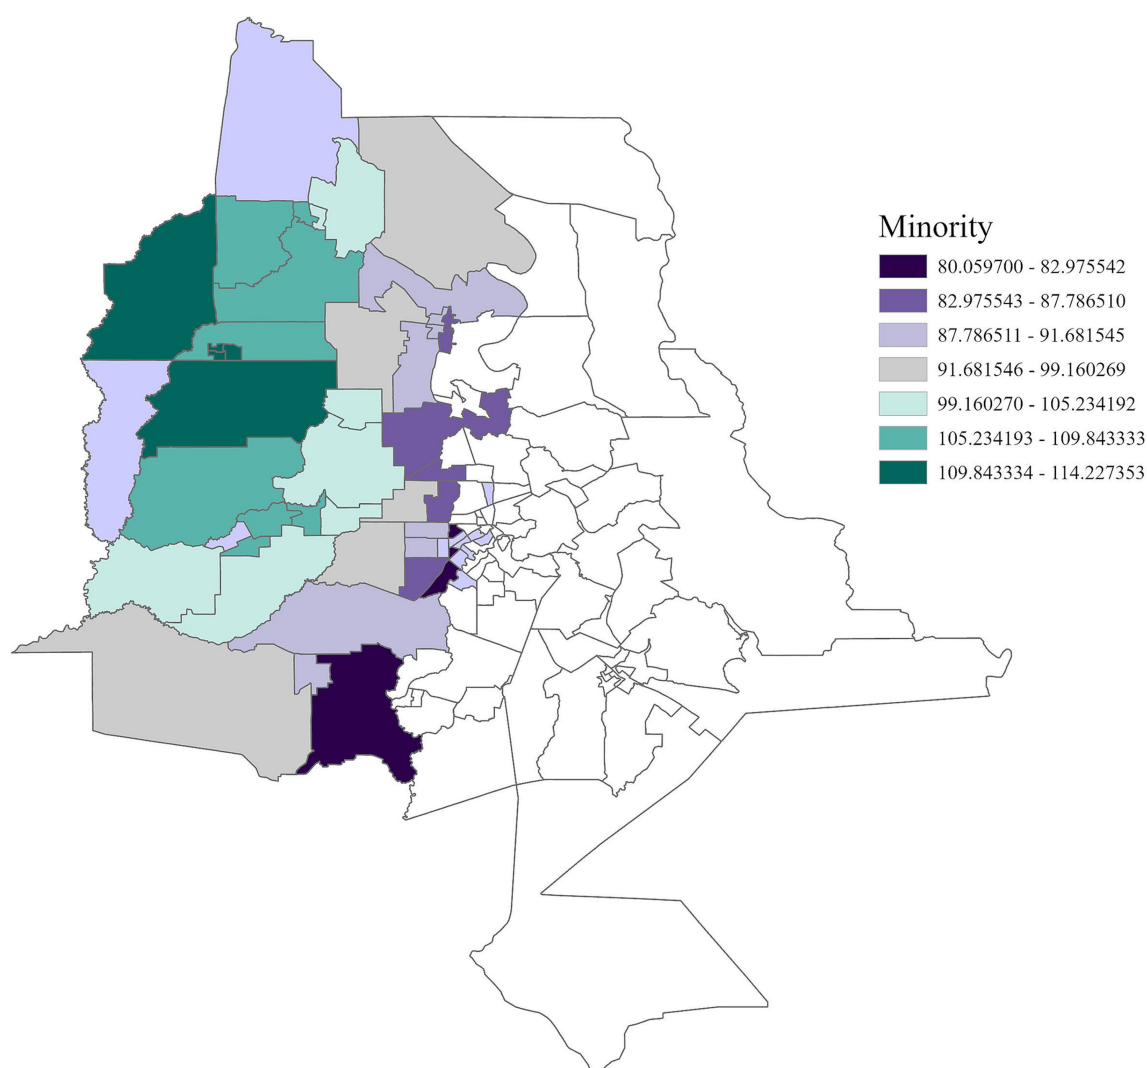 Minority
80.059700 - 82.975542
82.975543 - 87.786510
87.786511 - 91.681545
91.681546 - 99.160269
99.160270 - 105.234192
105.234193 - 109.843333
109.843334 - 114.227353